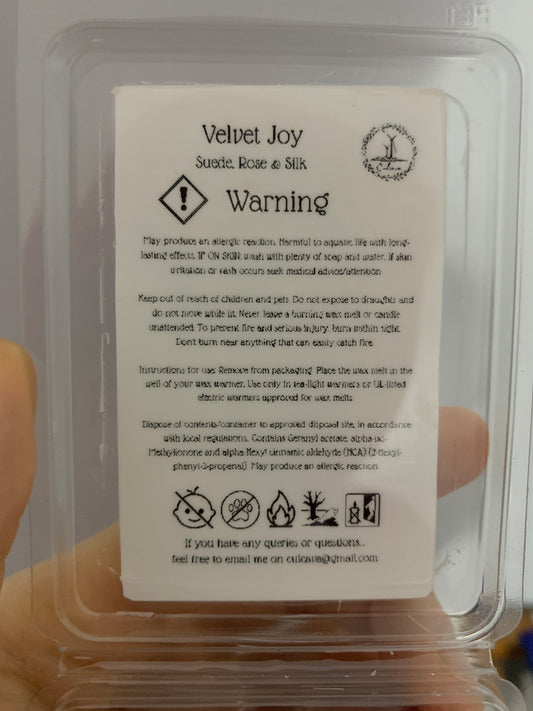 Velvet Joy
Suede, Rose & Silk
Culcava
Warning
May produce an allergic reaction. Harmful to aquatic life with long-
lasting effects. IF ON SKIN: wash with plenty of soap and water. If skin
irritation or rash occurs seek medical advice/attention
Keep out of reach of children and pets. Do not expose to draughts and
do not move while lit. Never leave a burning wax melt or candle
unattended. To prevent fire and serious injury, burn within sight.
Don't burn near anything that can easily catch fire.
Instructions for use: Remove from packaging. Place the wax melt in the
well of your wax warmer. Use only in tea-light warmers or UL-listed
electric warmers approved for wax melts.
Dispose of contents/container to approved disposal site, in accordance
with local regulations. Contains Geranyl acetate, alpha-iso-
Methylionone and alpha-Hexyl cinnamic aldehyde (HCA) (2-Hexyl-
phenyl-2-propenal). May produce an allergic reaction.
If you have any queries or questions..
feel free to email me on culcava@gmail.com